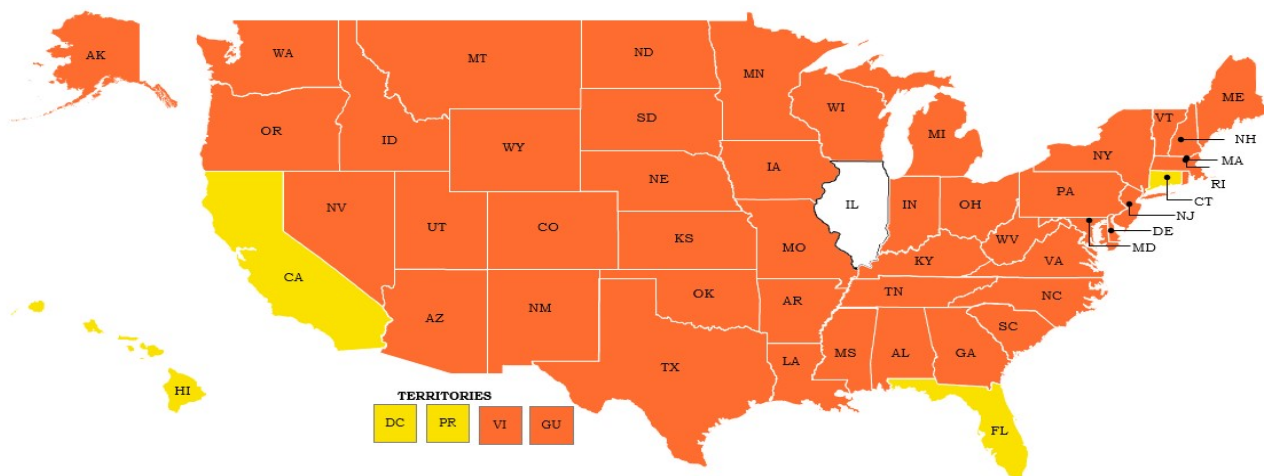 AK
WA
MT
ND
MN
WI
MI
ME
VT
NH
MA
RI
CT
NY
NJ
PA
DE
MD
OR
ID
WY
SD
IA
NE
IL
IN
OH
WV
VA
NV
UT
CO
KS
MO
KY
CA
AZ
NM
OK
AR
TN
NC
SC
TX
LA
MS
AL
GA
FL
HI
TERRITORIES
DC PR VI GU